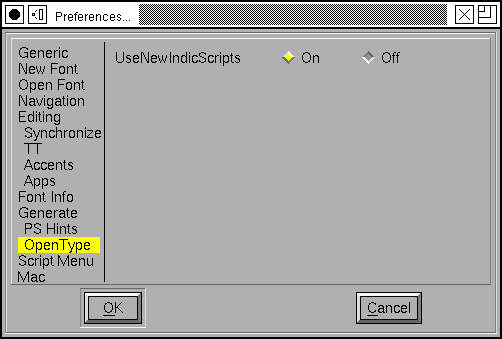 Preferences...
Generic
New Font
Open Font
Navigation
Editing
Synchronize
TT
Accents
Apps
Font Info
Generate
PS Hints
OpenType
Script Menu
Mac
UseNewIndicScripts On Off
OK Cancel